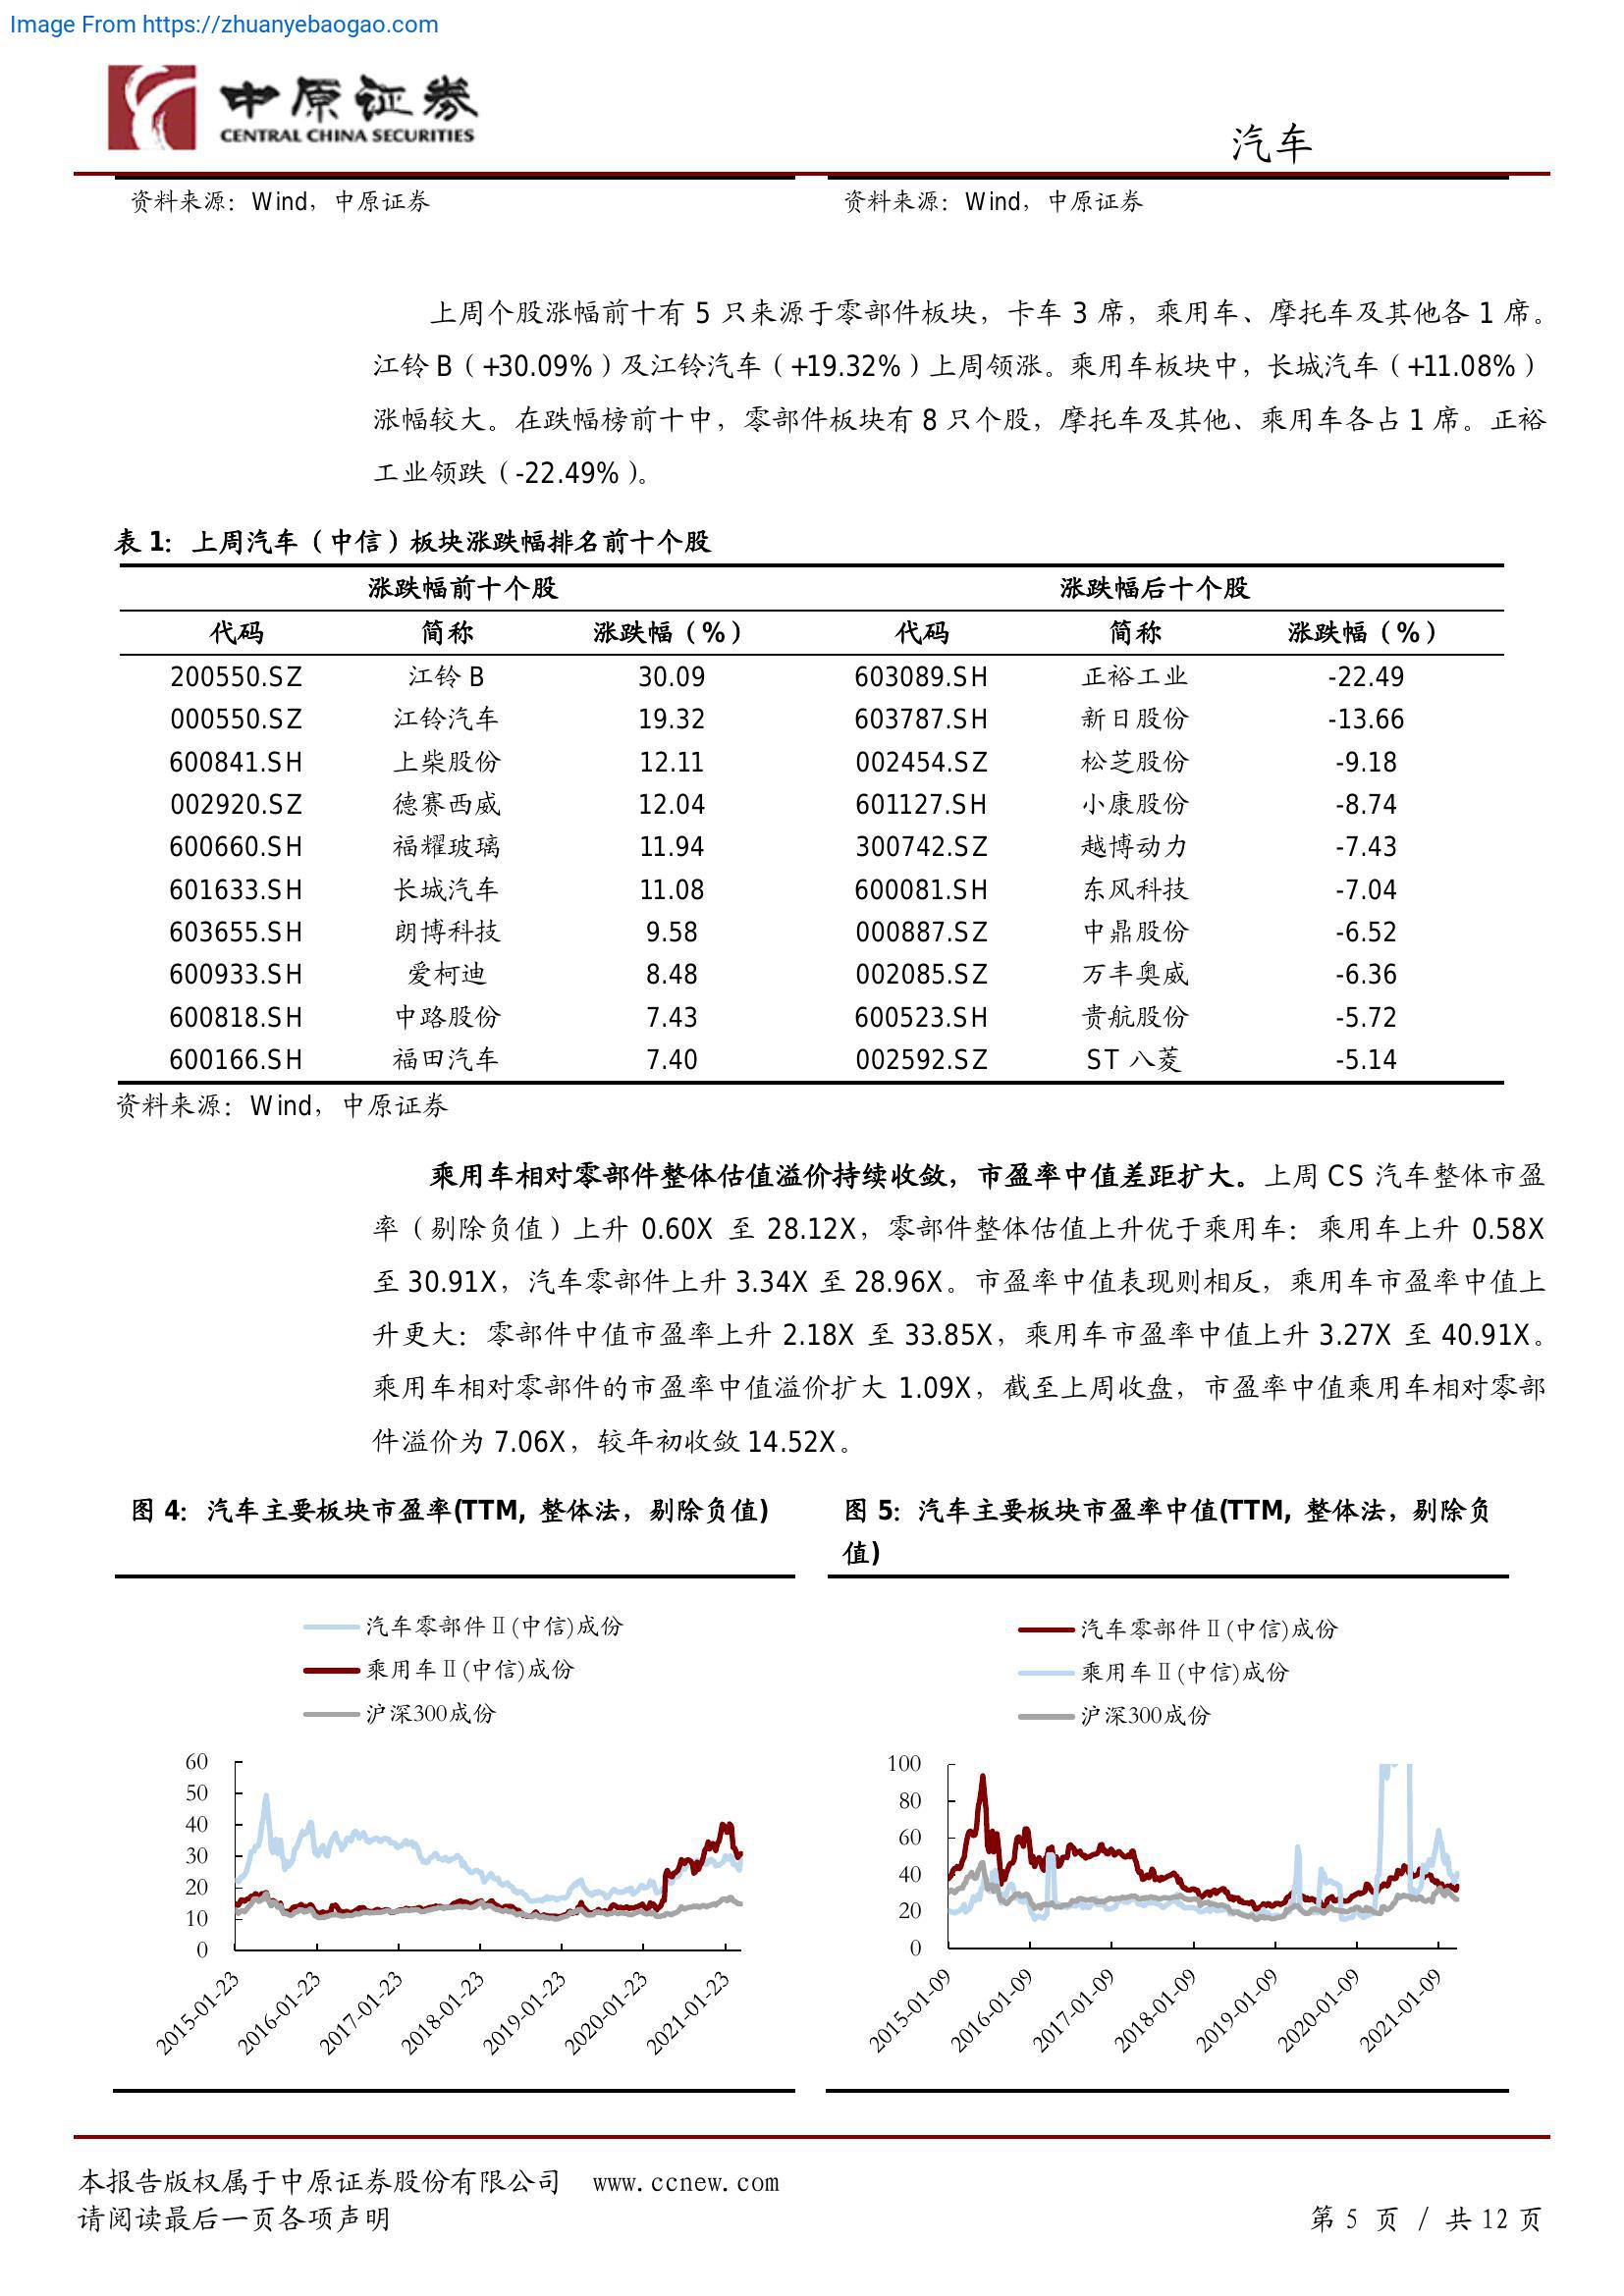 Image From https://zhuanyebaogao.com
中原证券
CENTRAL CHINA SECURITIES
汽车
资料来源：Wind，中原证券
资料来源：Wind，中原证券
上周个股涨幅前十有 5 只来源于零部件板块，卡车 3 席，乘用车、摩托车及其他各 1 席。
江铃 B（+30.09%）及江铃汽车（+19.32%）上周领涨。乘用车板块中，长城汽车（+11.08%）
涨幅较大。在跌幅榜前十中，零部件板块有 8 只个股，摩托车及其他、乘用车各占 1 席。正裕
工业领跌（-22.49%）。
表 1：上周汽车（中信）板块涨跌幅排名前十个股
涨跌幅前十个股 涨跌幅后十个股
代码 简称 涨跌幅（%） 代码 简称 涨跌幅（%）
200550.SZ 江铃 B 30.09 603089.SH 正裕工业 -22.49
000550.SZ 江铃汽车 19.32 603787.SH 新日股份 -13.66
600841.SH 上柴股份 12.11 002454.SZ 松芝股份 -9.18
002920.SZ 德赛西威 12.04 601127.SH 小康股份 -8.74
600660.SH 福耀玻璃 11.94 300742.SZ 越博动力 -7.43
601633.SH 长城汽车 11.08 600081.SH 东风科技 -7.04
603655.SH 朗博科技 9.58 000887.SZ 中鼎股份 -6.52
600933.SH 爱柯迪 8.48 002085.SZ 万丰奥威 -6.36
600818.SH 中路股份 7.43 600523.SH 贵航股份 -5.72
600166.SH 福田汽车 7.40 002592.SZ ST 八菱 -5.14
资料来源：Wind，中原证券
乘用车相对零部件整体估值溢价持续收敛，市盈率中值差距扩大。上周 CS 汽车整体市盈
率（剔除负值）上升 0.60X 至 28.12X，零部件整体估值上升优于乘用车：乘用车上升 0.58X
至 30.91X，汽车零部件上升 3.34X 至 28.96X。市盈率中值表现则相反，乘用车市盈率中值上
升更大：零部件中值市盈率上升 2.18X 至 33.85X，乘用车市盈率中值上升 3.27X 至 40.91X。
乘用车相对零部件的市盈率中值溢价扩大 1.09X，截至上周收盘，市盈率中值乘用车相对零部
件溢价为 7.06X，较年初收敛 14.52X。
图 4：汽车主要板块市盈率(TTM，整体法，剔除负值)
汽车零部件Ⅱ(中信)成份
乘用车Ⅱ(中信)成份
沪深300成份
60
50
40
30
20
10
0
2015-01-23
2016-01-23
2017-01-23
2018-01-23
2019-01-23
2020-01-23
2021-01-23
图 5：汽车主要板块市盈率中值(TTM，整体法，剔除负
值)
汽车零部件Ⅱ(中信)成份
乘用车Ⅱ(中信)成份
沪深300成份
100
80
60
40
20
0
2015-01-09
2016-01-09
2017-01-09
2018-01-09
2019-01-09
2020-01-09
2021-01-09
本报告版权属于中原证券股份有限公司 www.ccnew.com
请阅读最后一页各项声明
第 5 页 / 共 12 页